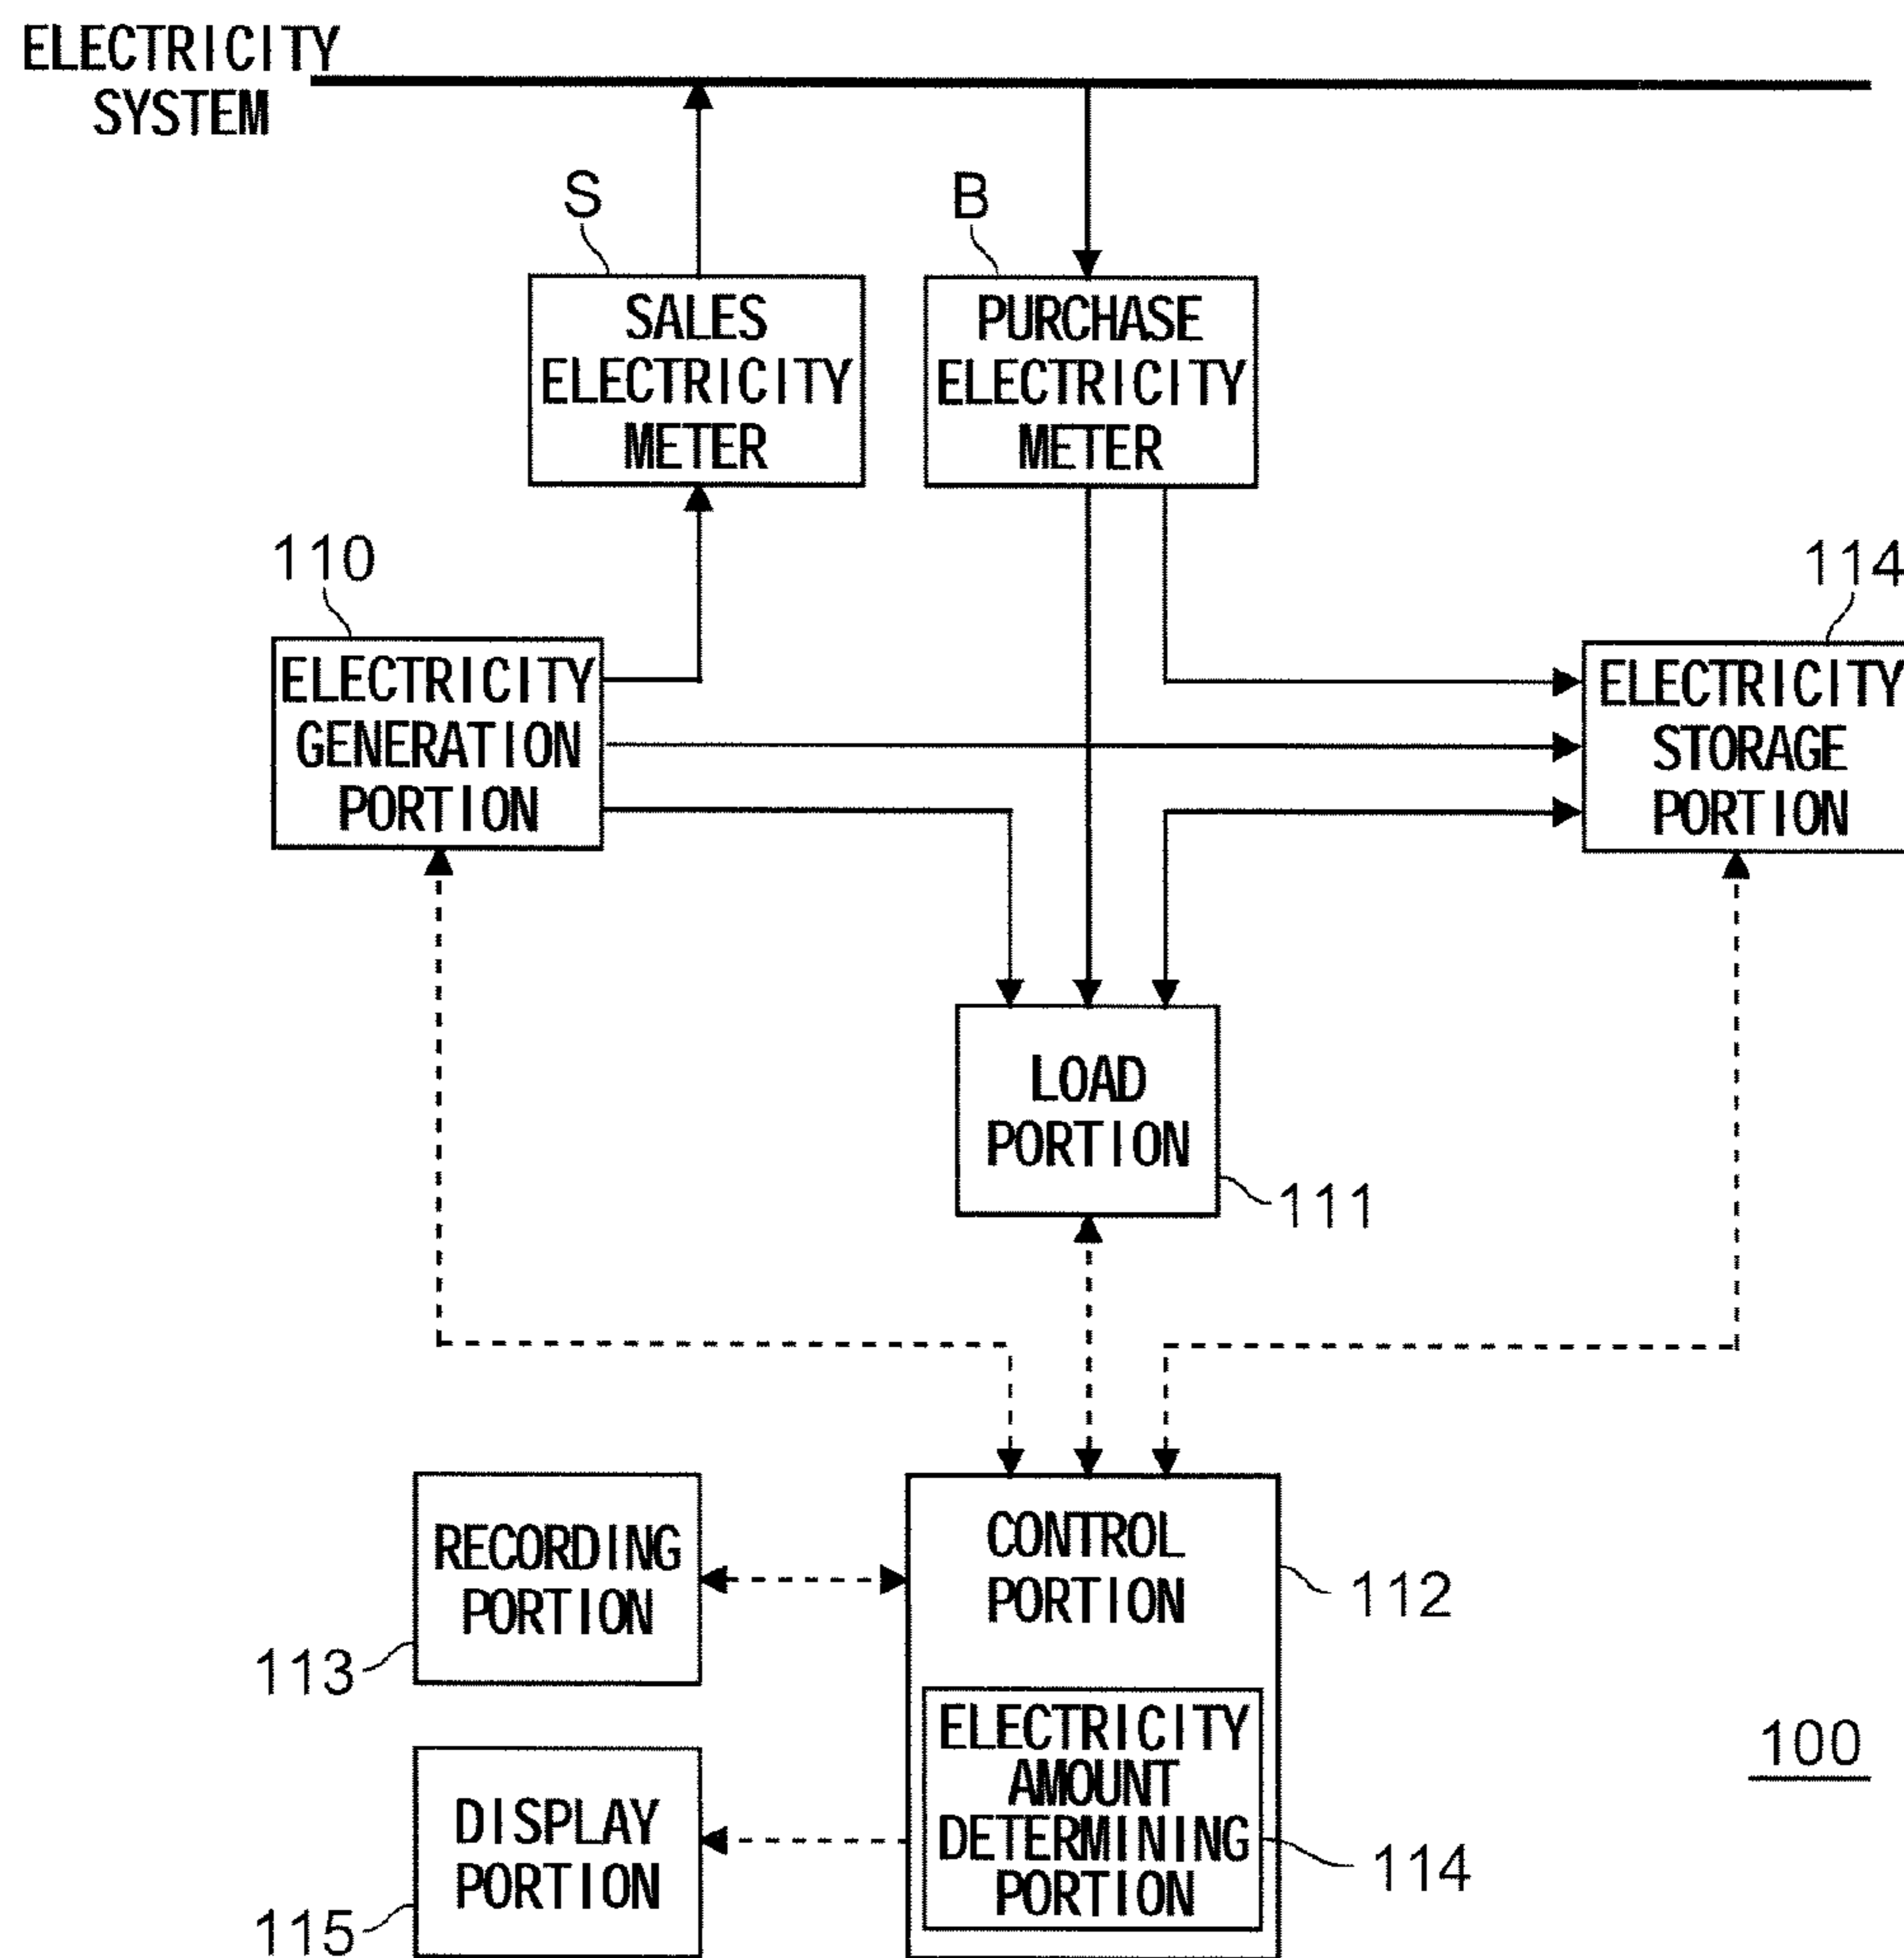 ELECTRICITY
SYSTEM
S
B
SALES
ELECTRICITY
METER
PURCHASE
ELECTRICITY
METER
110
114
ELECTRICITY
GENERATION
PORTION
ELECTRICITY
STORAGE
PORTION
LOAD
PORTION
111
RECORDING
PORTION
113
CONTROL
PORTION
112
ELECTRICITY
AMOUNT
DETERMINING
PORTION
114
DISPLAY
PORTION
115
100